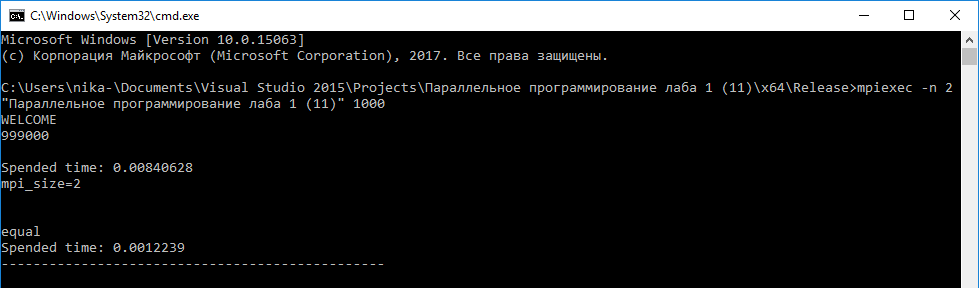 C:\Windows\System32\cmd.exe
Microsoft Windows [Version 10.0.15063]
(c) Корпорация Майкрософт (Microsoft Corporation), 2017. Все права защищены.
C:\Users\nika-\Documents\Visual Studio 2015\Projects\Параллельное программирование лаба 1 (11)\x64\Release>mpiexec -n 2
"Параллельное программирование лаба 1 (11)" 1000
WELCOME
999000
Spended time: 0.00840628
mpi_size=2
equal
Spended time: 0.0012239
------------------------------------------------